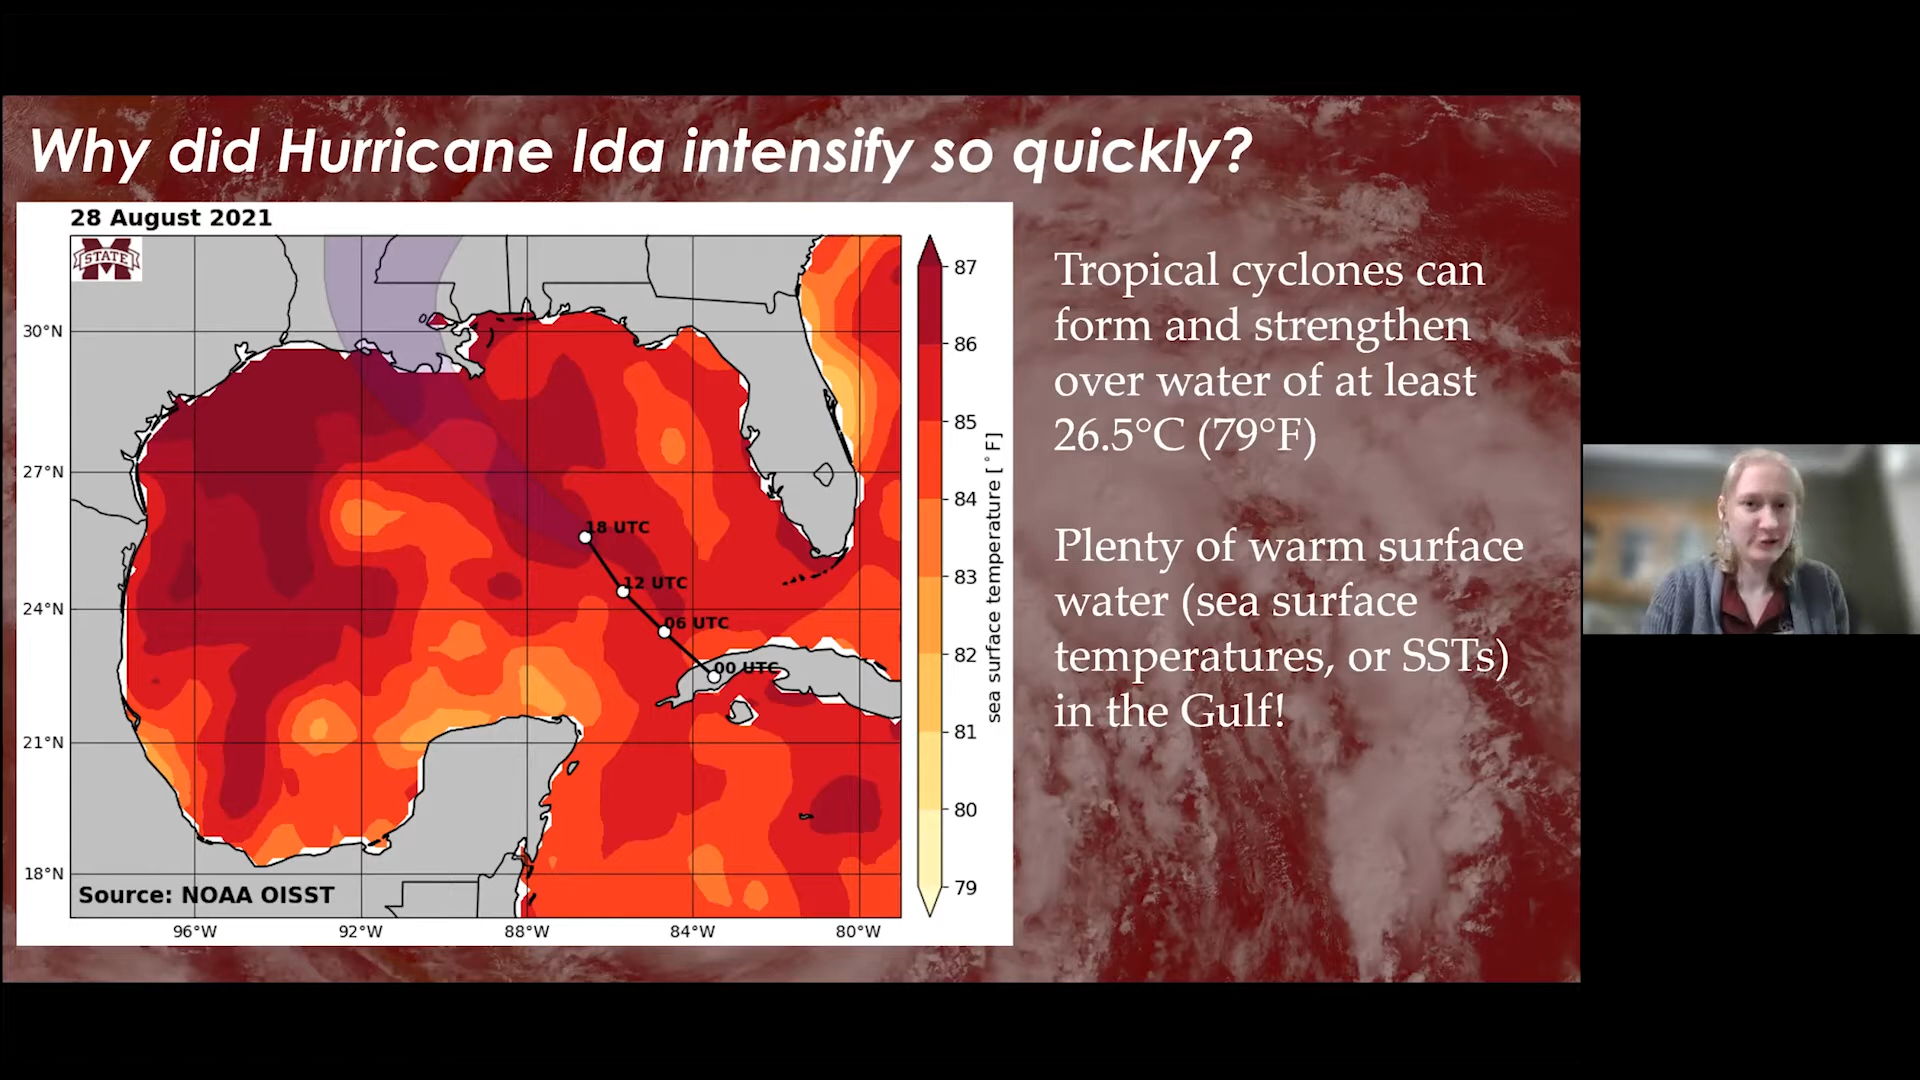 Why did Hurricane Ida intensify so quickly?
28 August 2021
STATE
30°N
27°N
24°N
21°N
18°N
96°W
92°W
88°W
84°W
80°W
18 UTC
12 UTC
06 UTC
00 UTC
Source: NOAA OISST
87
86
85
84
83
82
81
80
79
sea surface temperature [°F]
Tropical cyclones can
form and strengthen
over water of at least
26.5°C (79°F)
Plenty of warm surface
water (sea surface
temperatures, or SSTs)
in the Gulf!